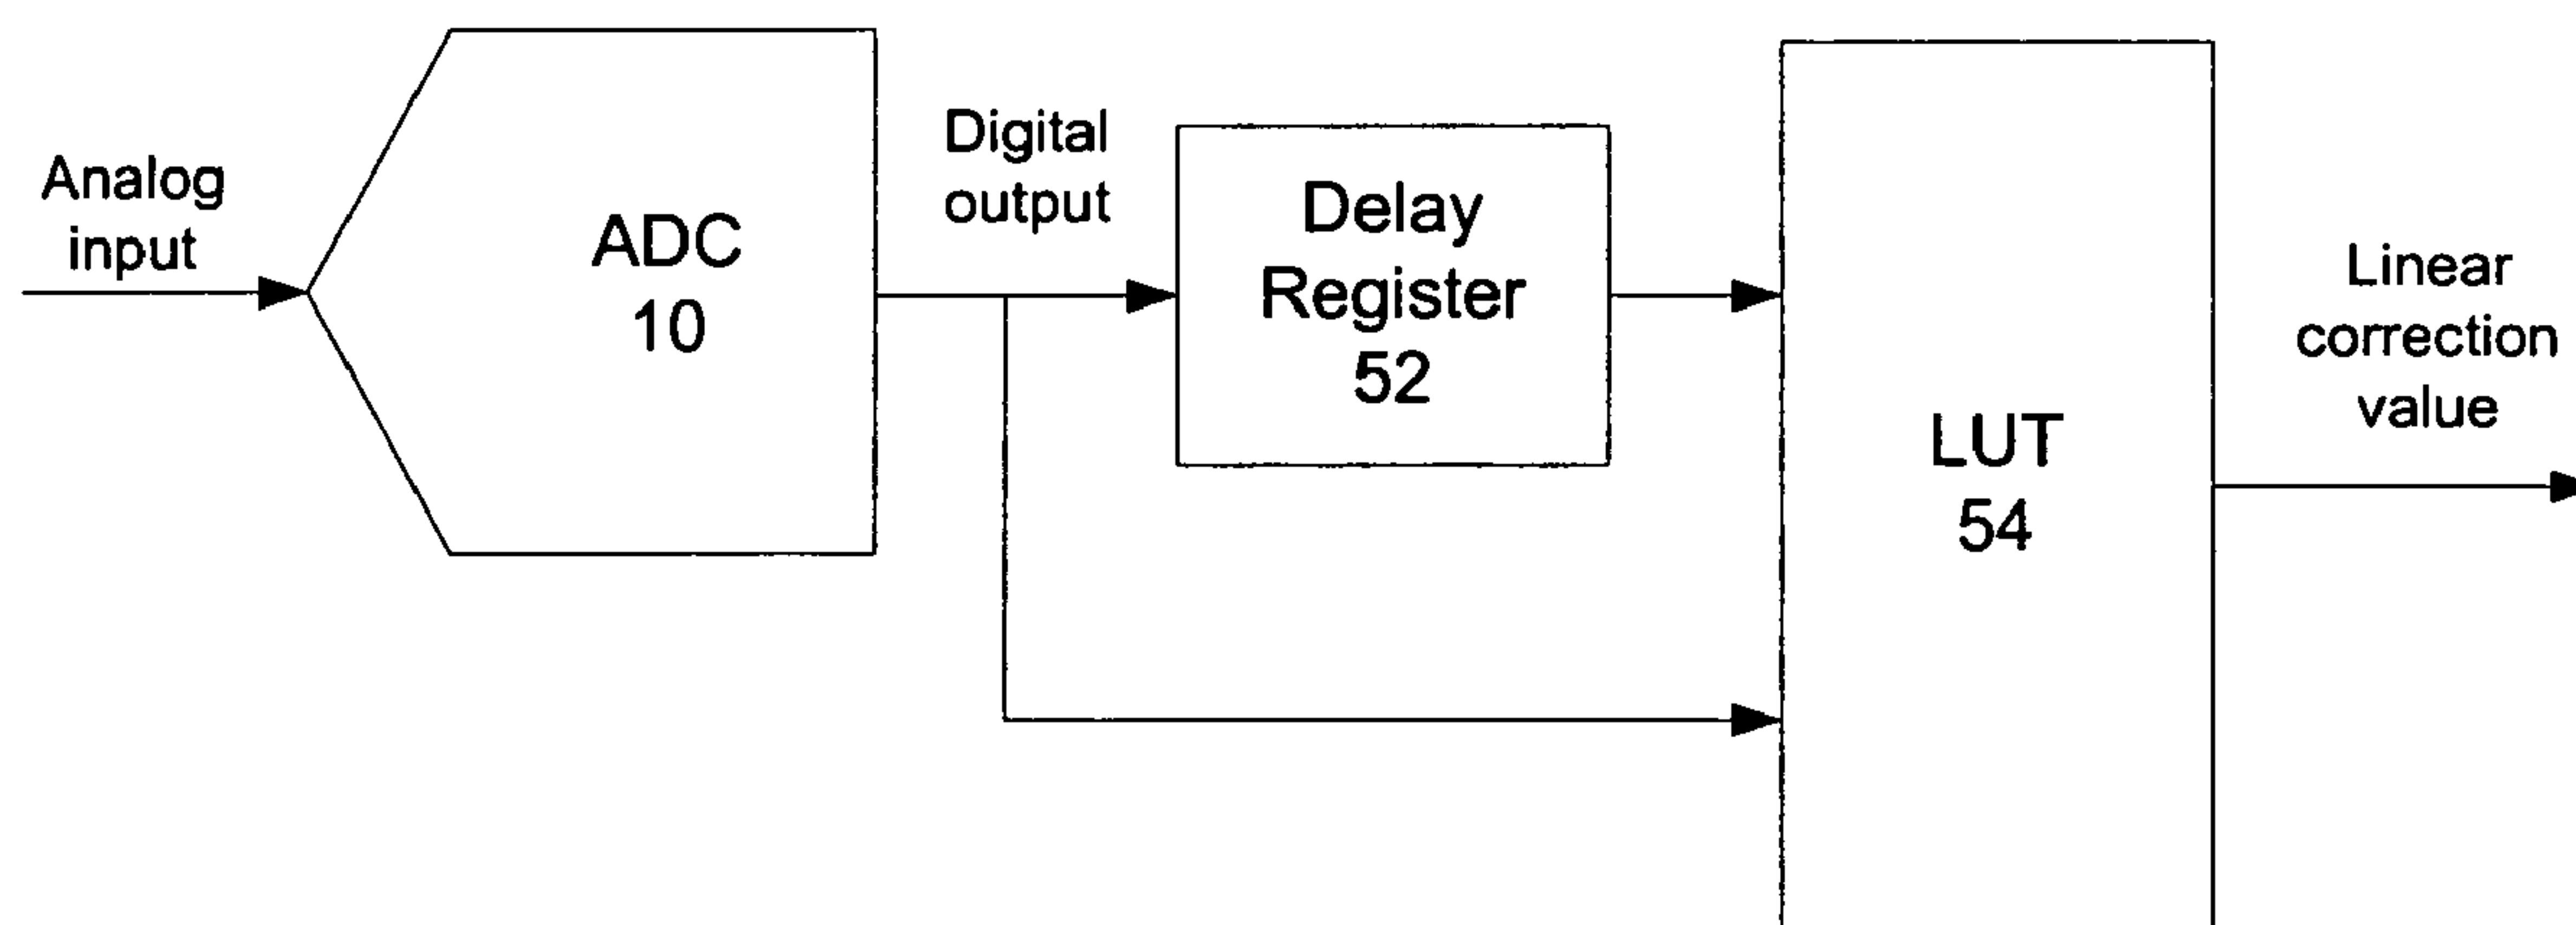 Analog
input
ADC
10
Digital
output
Delay
Register
52
LUT
54
Linear
correction
value